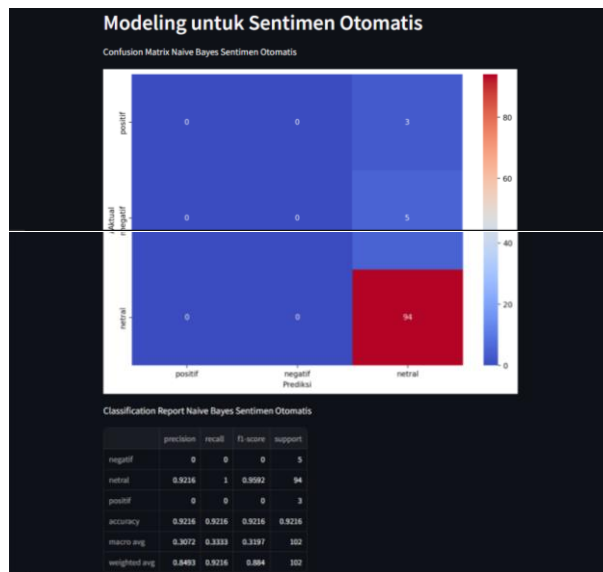 Modeling untuk Sentimen Otomatis
Confusion Matrix Naive Bayes Sentimen Otomatis
positif 0 0 3
negatif 0 0 5
netral 0 0 94
Aktual
positif negatif netral
Prediksi
80
60
40
20
0
Classification Report Naive Bayes Sentimen Otomatis
precision recall f1-score support
negatif 0 0 0 5
netral 0.9216 1 0.9592 94
positif 0 0 0 3
accuracy 0.9216 0.9216 0.9216 0.9216
macro avg 0.3072 0.3333 0.3197 102
weighted avg 0.8493 0.9216 0.884 102